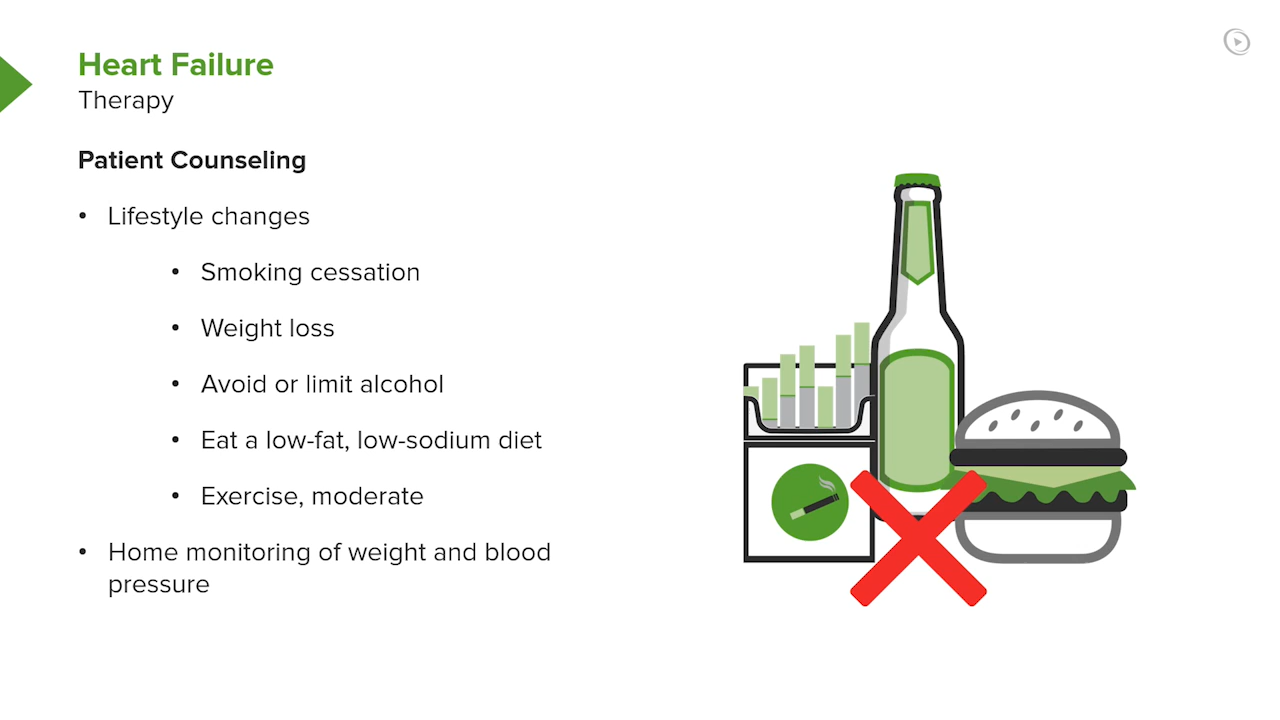 Heart Failure
Therapy
Patient Counseling
• Lifestyle changes
• Smoking cessation
• Weight loss
• Avoid or limit alcohol
• Eat a low-fat, low-sodium diet
• Exercise, moderate
• Home monitoring of weight and blood
pressure